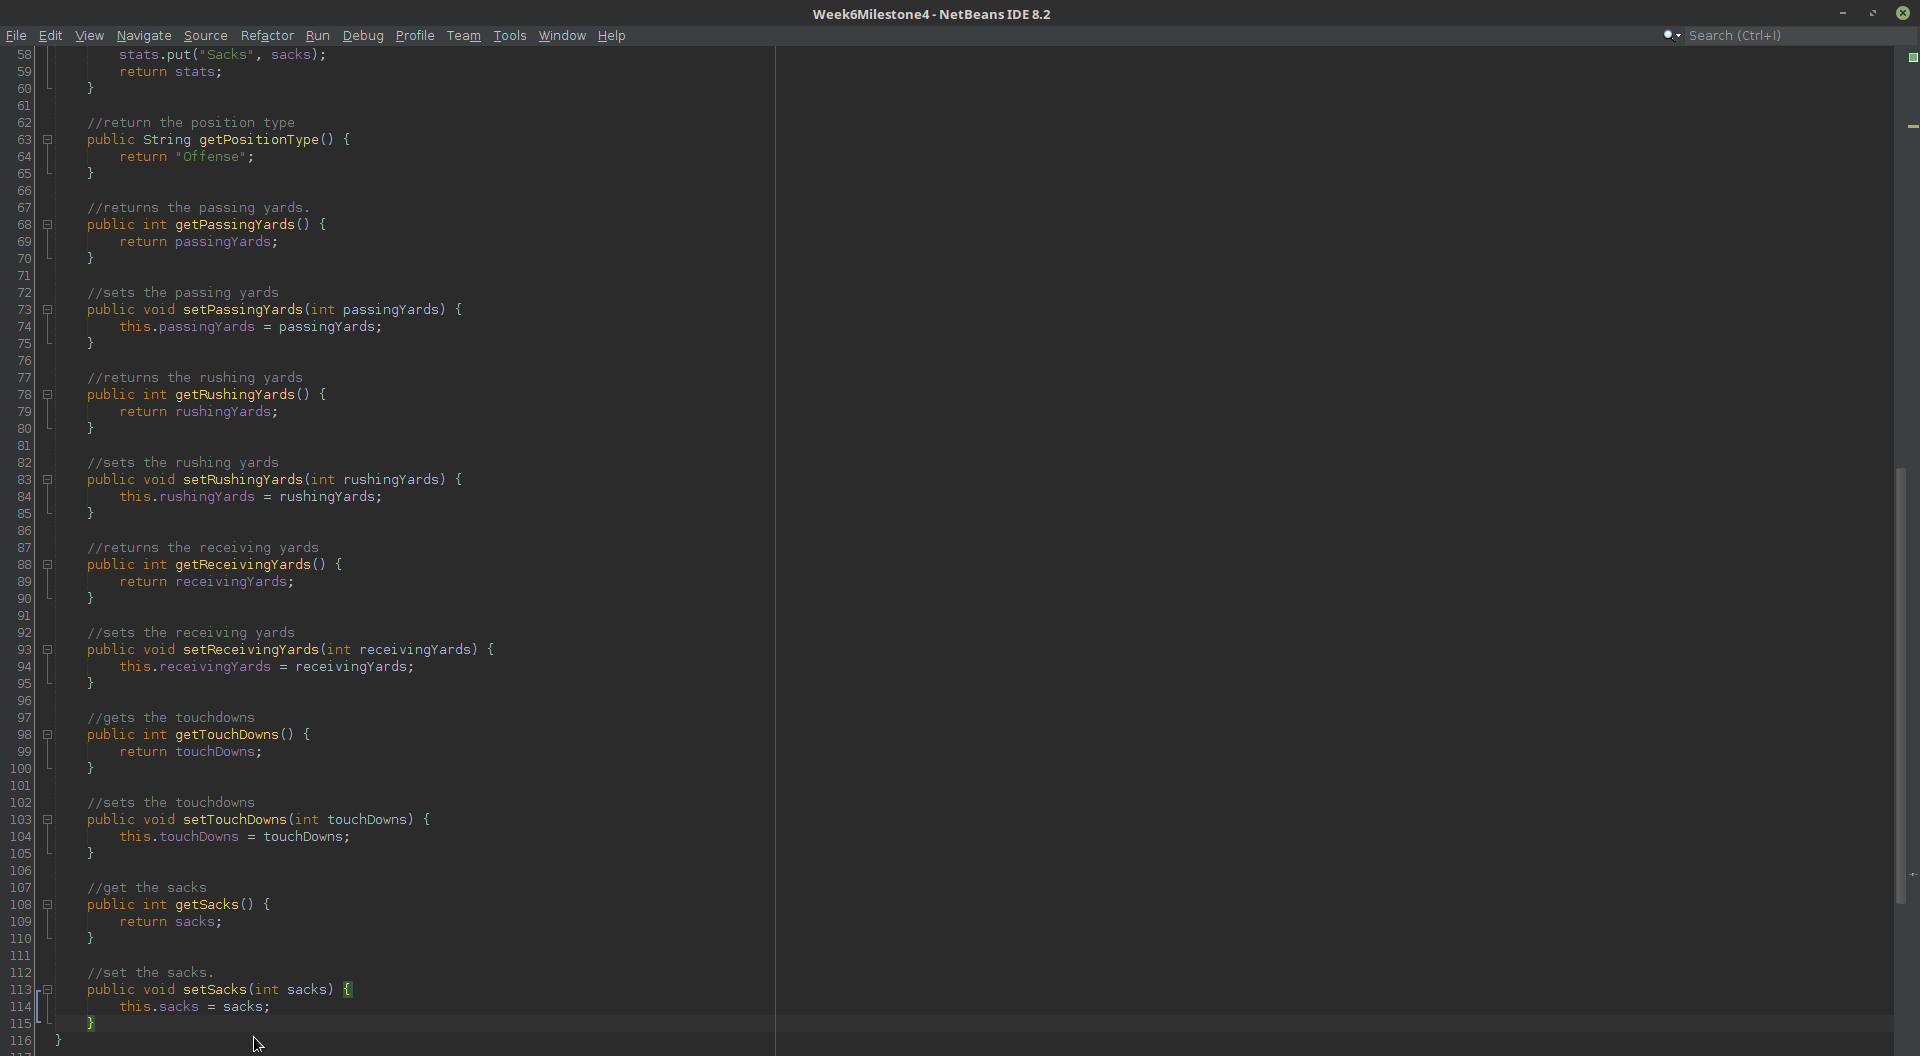 Week6Milestone4 - NetBeans IDE 8.2
File Edit View Navigate Source Refactor Run Debug Profile Team Tools Window Help Search (Ctrl+I)
58 stats.put("Sacks", sacks);
59 return stats;
60 }
61
62 //return the position type
63 public String getPositionType() {
64 return "Offense";
65 }
66
67 //returns the passing yards.
68 public int getPassingYards() {
69 return passingYards;
70 }
71
72 //sets the passing yards
73 public void setPassingYards(int passingYards) {
74 this.passingYards = passingYards;
75 }
76
77 //returns the rushing yards
78 public int getRushingYards() {
79 return rushingYards;
80 }
81
82 //sets the rushing yards
83 public void setRushingYards(int rushingYards) {
84 this.rushingYards = rushingYards;
85 }
86
87 //returns the receiving yards
88 public int getReceivingYards() {
89 return receivingYards;
90 }
91
92 //sets the receiving yards
93 public void setReceivingYards(int receivingYards) {
94 this.receivingYards = receivingYards;
95 }
96
97 //gets the touchdowns
98 public int getTouchDowns() {
99 return touchDowns;
100 }
101
102 //sets the touchdowns
103 public void setTouchDowns(int touchDowns) {
104 this.touchDowns = touchDowns;
105 }
106
107 //get the sacks
108 public int getSacks() {
109 return sacks;
110 }
111
112 //set the sacks.
113 public void setSacks(int sacks) {
114 this.sacks = sacks;
115 }
116 }